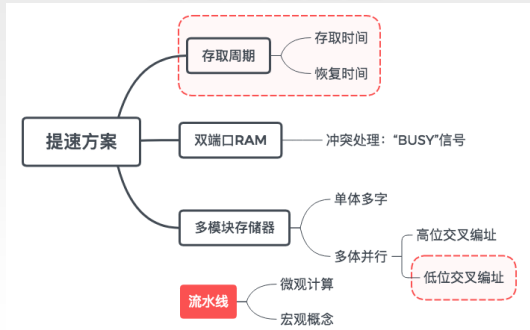 提速方案
存取周期
存取时间
恢复时间
双端口RAM
冲突处理：“BUSY”信号
多模块存储器
单体多字
多体并行
高位交叉编址
低位交叉编址
流水线
微观计算
宏观概念